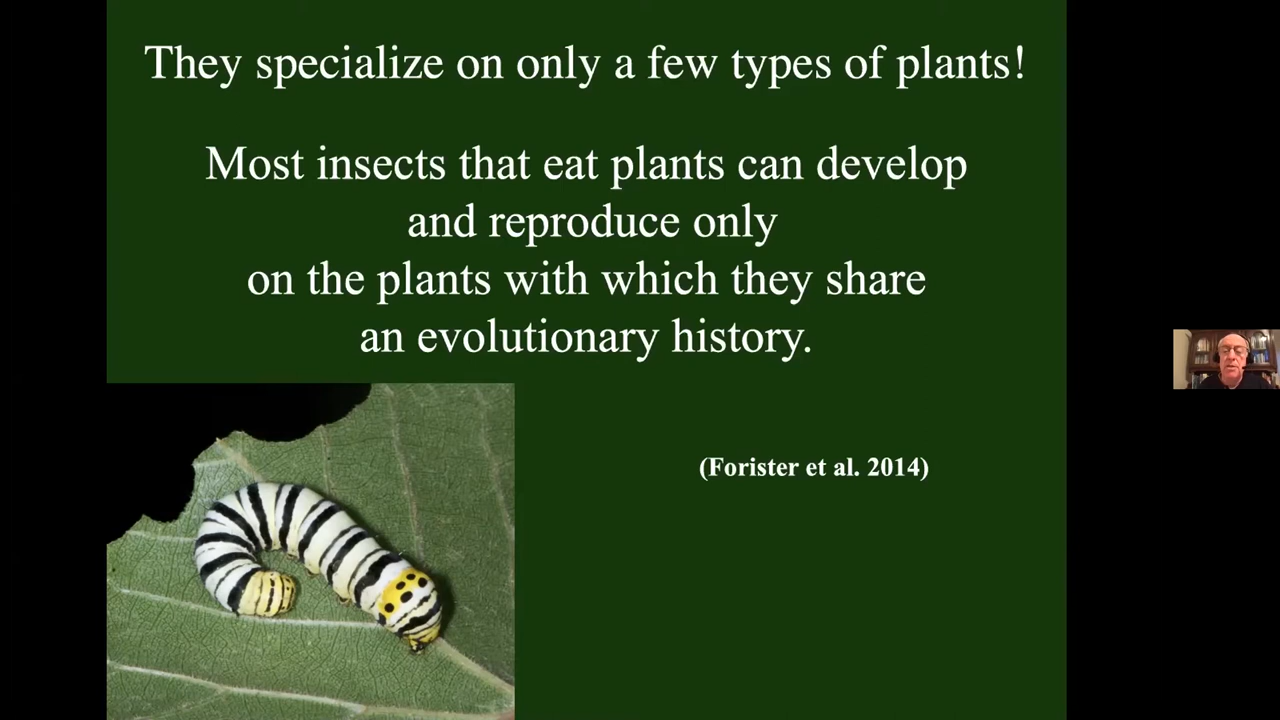 They specialize on only a few types of plants!
Most insects that eat plants can develop
and reproduce only
on the plants with which they share
an evolutionary history.
(Forister et al. 2014)